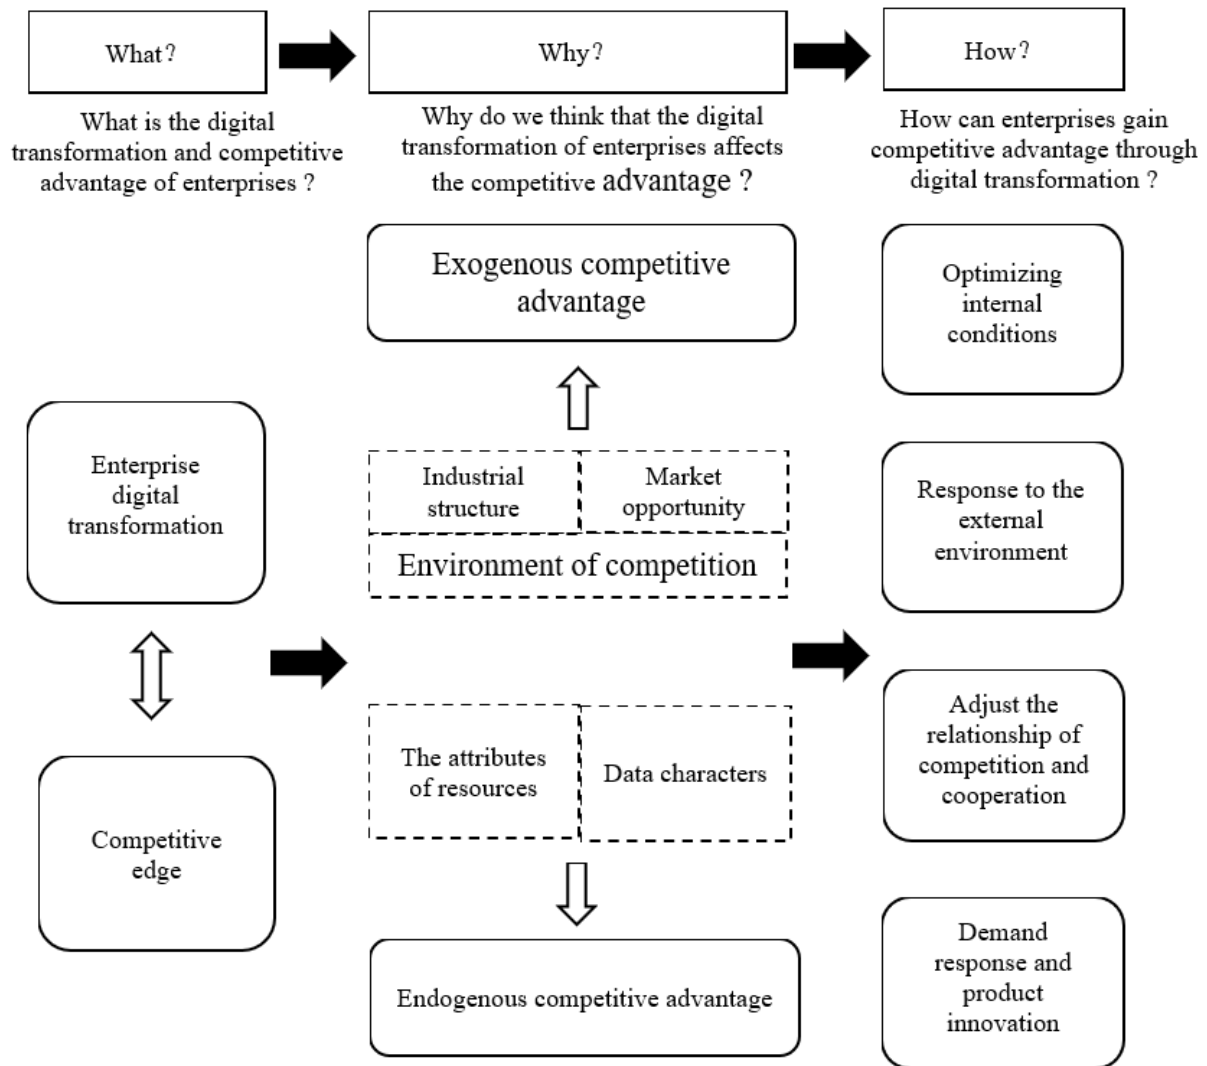 What?
Why?
How?
What is the digital
transformation and competitive
advantage of enterprises ?
Why do we think that the digital
transformation of enterprises affects
the competitive advantage ?
How can enterprises gain
competitive advantage through
digital transformation ?
Enterprise
digital
transformation
Competitive
edge
Exogenous competitive
advantage
Industrial
structure
Market
opportunity
Environment of competition
The attributes
of resources
Data characters
Endogenous competitive advantage
Optimizing
internal
conditions
Response to the
external
environment
Adjust the
relationship of
competition and
cooperation
Demand
response and
product
innovation